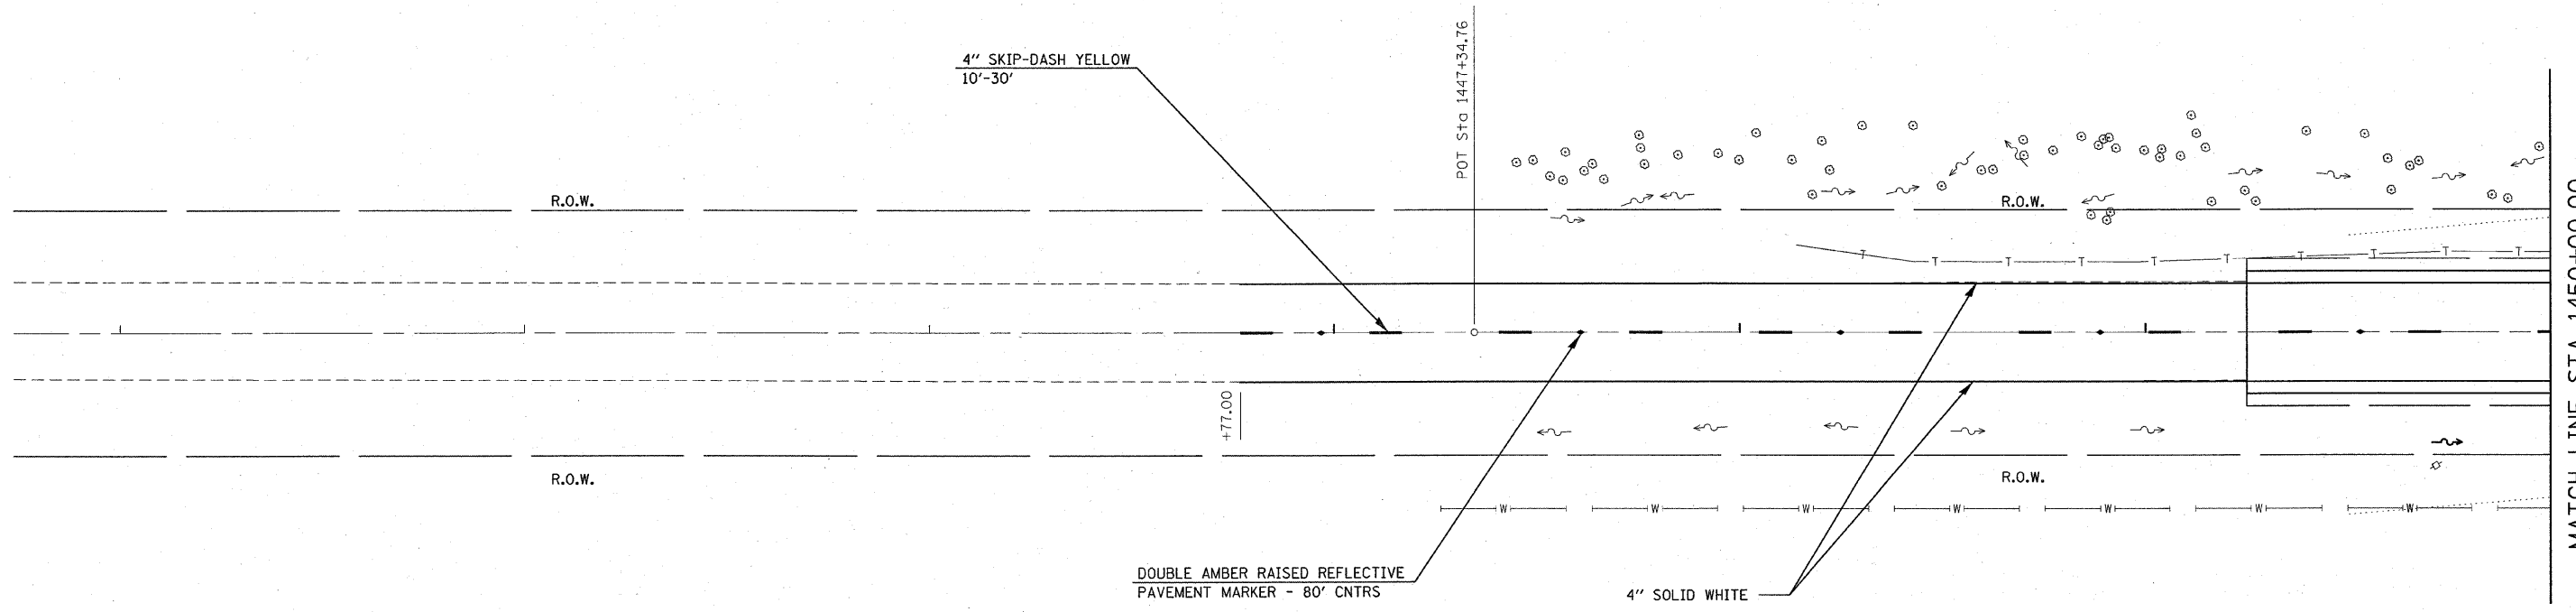 4" SKIP-DASH YELLOW
10'-30'
POT Sta 1447+34.76
R.O.W.
R.O.W.
T T T T T T T T T T
+77.00
R.O.W.
R.O.W.
W W W W W W W
DOUBLE AMBER RAISED REFLECTIVE
PAVEMENT MARKER - 80' CNTRS
4" SOLID WHITE
MATCH LINE STA 1450+00.00